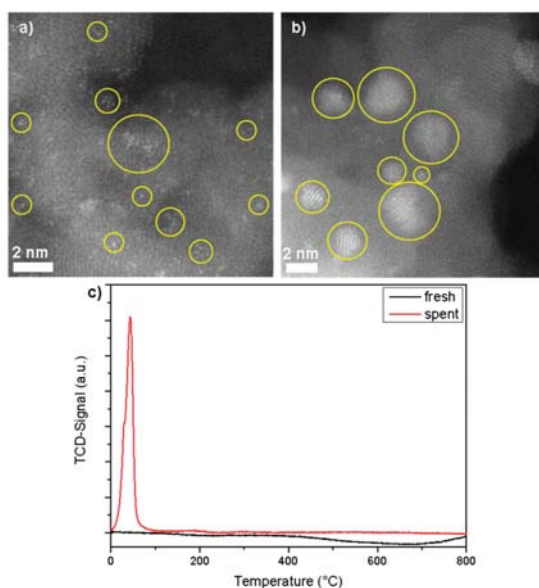 a)
b)
2 nm
2 nm
c)
fresh
spent
TCD-Signal (a.u.)
0
200
400
600
800
Temperature (°C)